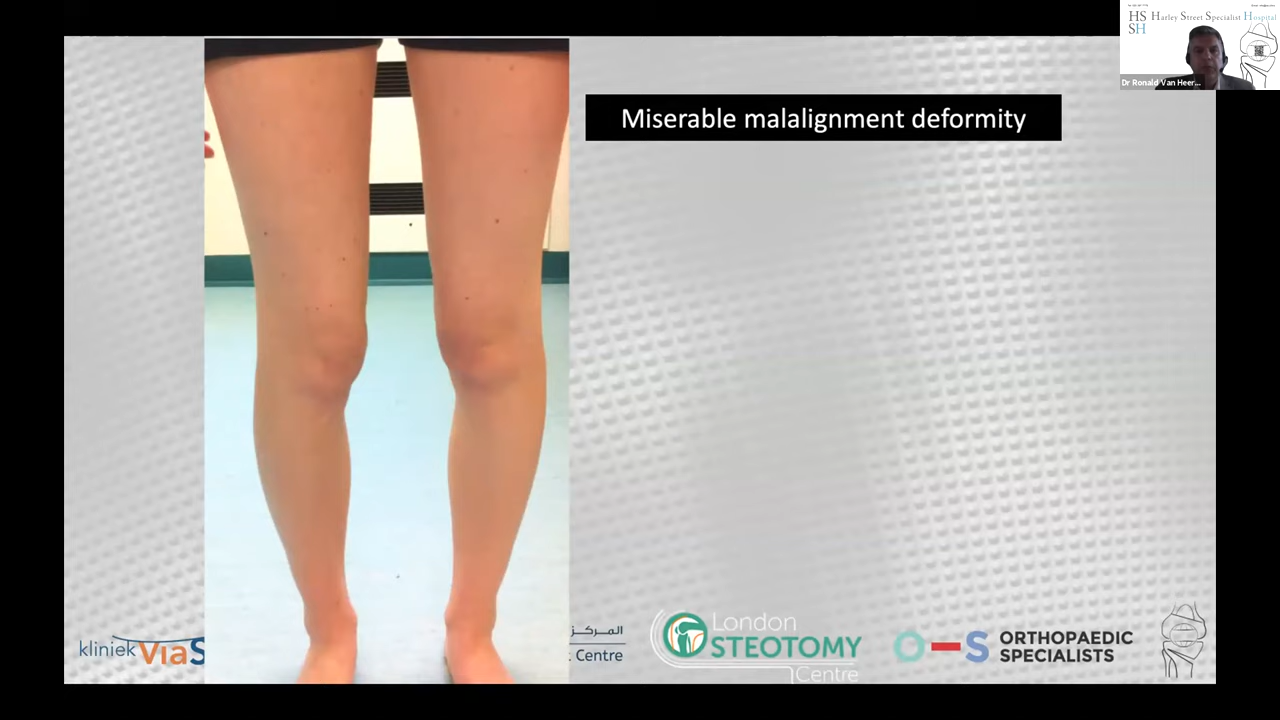 HS Harley Street Specialist Hospital
SH
Dr Ronald Van Heer...
Miserable malalignment deformity
kliniek ViaS
المركز
Centre
London
STEOTOMY
Centre
O-S ORTHOPAEDIC
SPECIALISTS